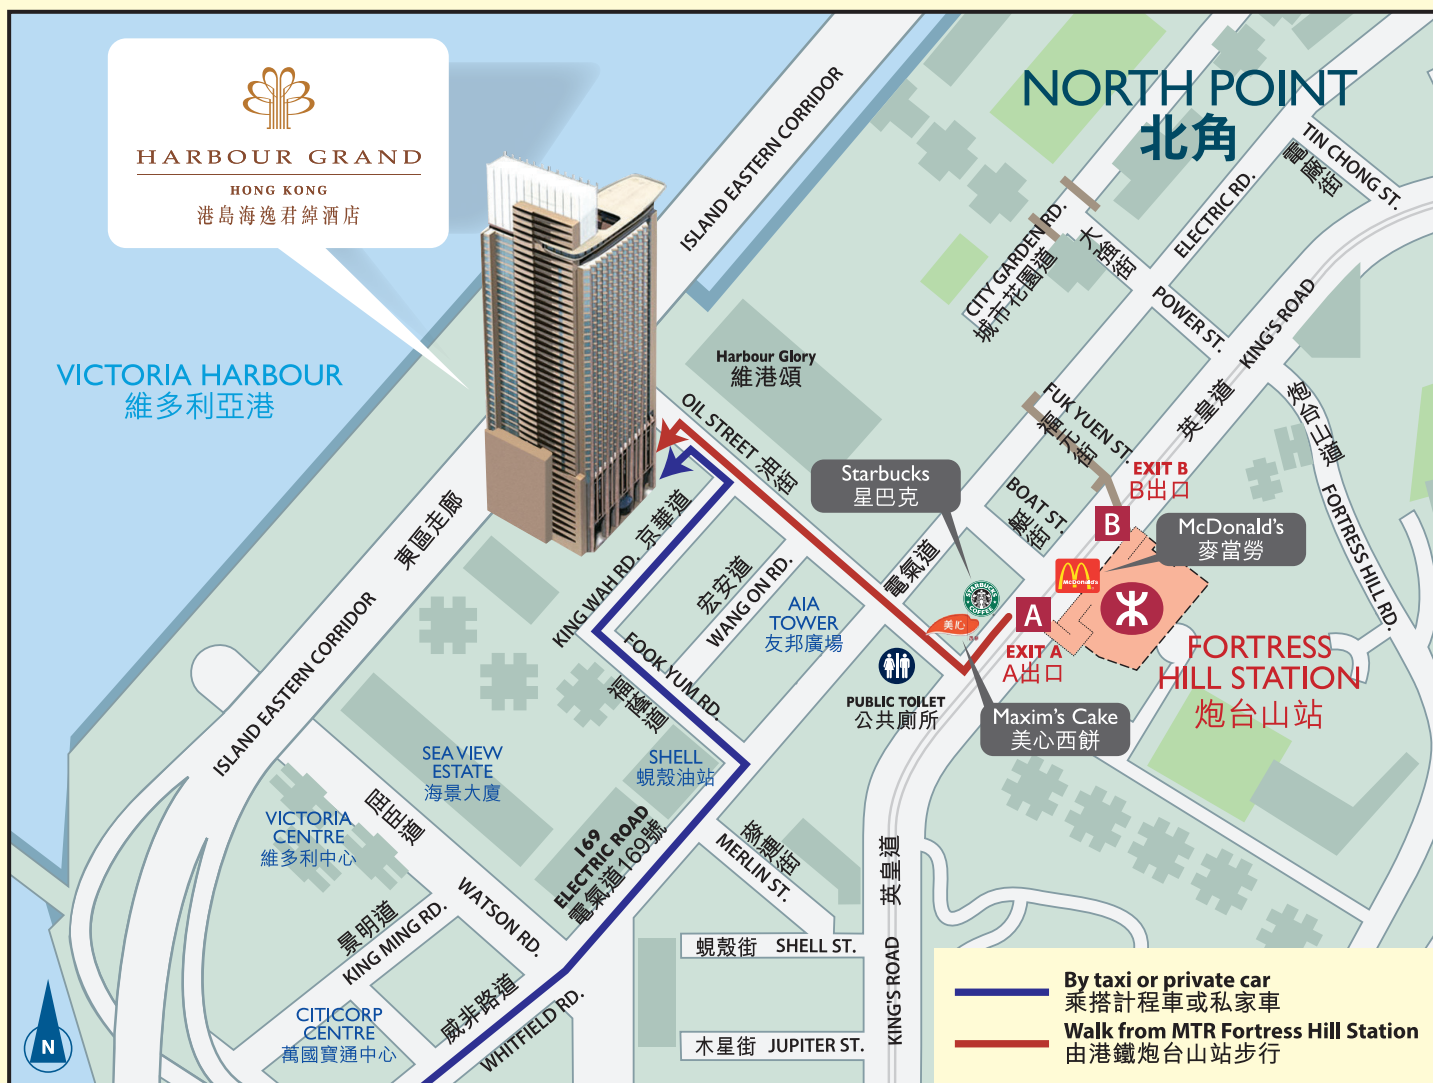 HARBOUR GRAND
HONG KONG
港島海逸君綽酒店
NORTH POINT
北角
ISLAND EASTERN CORRIDOR
TIN CHONG ST.
電廠街
ELECTRIC RD.
CITY GARDEN RD.
城市花園道
大強街
POWER ST.
KING'S ROAD
英皇道
VICTORIA HARBOUR
維多利亞港
Harbour Glory
維港頌
OIL STREET 油街
FUK YUEN ST.
福元街
炮台山道
FORTRESS HILL RD.
Starbucks
星巴克
EXIT B
B出口
B
BOAT ST.
艇街
McDonald's
麥當勞
McDonald's
STARBUCKS
COFFEE
美心
A
EXIT A
A出口
FORTRESS
HILL STATION
炮台山站
東區走廊
KING WAH RD. 京華道
宏安道
WANG ON RD.
電氣道
AIA
TOWER
友邦廣場
PUBLIC TOILET
公共廁所
Maxim's Cake
美心西餅
FOOK YUM RD.
福蔭道
ISLAND EASTERN CORRIDOR
SEA VIEW
ESTATE
海景大廈
SHELL
蜆殼油站
VICTORIA
CENTRE
維多利中心
屈臣道
WATSON RD.
169
ELECTRIC ROAD
電氣道169號
麥連街
MERLIN ST.
英皇道
KING'S ROAD
景明道
KING MING RD.
蜆殼街 SHELL ST.
CITICORP
CENTRE
萬國寶通中心
威非路道
WHITFIELD RD.
木星街 JUPITER ST.
N
By taxi or private car
乘搭計程車或私家車
Walk from MTR Fortress Hill Station
由港鐵炮台山站步行